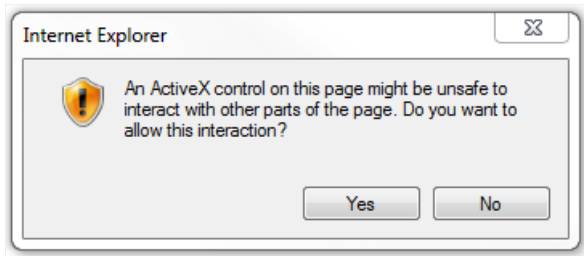 Internet Explorer
An ActiveX control on this page might be unsafe to
interact with other parts of the page. Do you want to
allow this interaction?
Yes No